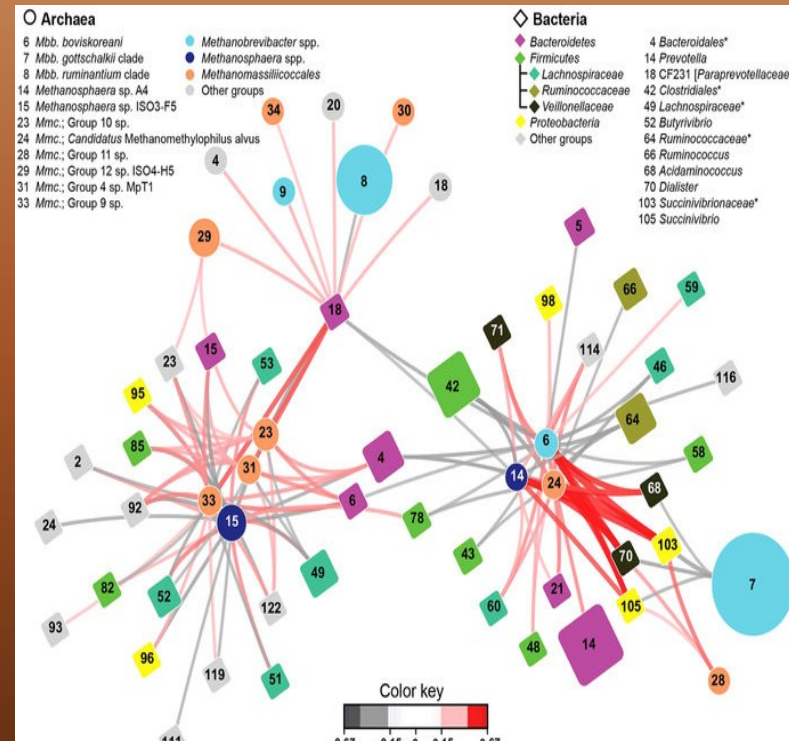 Archaea
6 Mbb. boviskoreani
7 Mbb. gottschalkii clade
8 Mbb. ruminantium clade
14 Methanosphaera sp. A4
15 Methanosphaera sp. ISO3-F5
23 Mmc.; Group 10 sp.
24 Mmc.; Candidatus Methanomethylophilus alvus
28 Mmc.; Group 11 sp.
29 Mmc.; Group 12 sp. ISO4-H5
31 Mmc.; Group 4 sp. MpT1
33 Mmc.; Group 9 sp.
Methanobrevibacter spp.
Methanosphaera spp.
Methanomassiliicoccales
Other groups
Bacteria
Bacteroidetes
Firmicutes
Lachnospiraceae
Ruminococcaceae
Veillonellaceae
Proteobacteria
Other groups
4 Bacteroidales*
14 Prevotella
18 CF231 [Paraprevotellaceae
42 Clostridiales*
49 Lachnospiraceae*
52 Butyrivibrio
64 Ruminococcaceae*
66 Ruminococcus
68 Acidaminococcus
70 Dialister
103 Succinivibrionaceae*
105 Succinivibrio
34
20
30
4
9
8
18
29
18
23
15
53
95
85
23
31
2
92
33
15
4
6
78
24
82
52
49
93
96
122
119
51
5
98
66
59
71
114
46
116
42
64
6
14
24
58
68
43
70
103
7
60
21
105
48
14
28
Color key